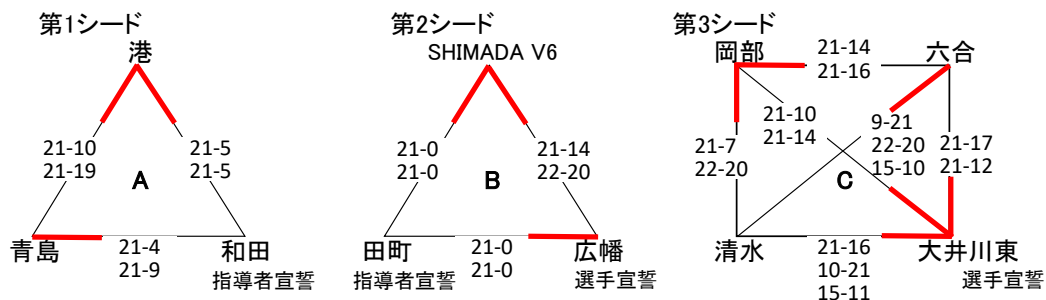 第1シード
港
21-10
21-19
21-5
21-5
A
青島
21-4
21-9
和田
指導者宣誓
第2シード
SHIMADA V6
21-0
21-0
21-14
22-20
B
田町
指導者宣誓
21-0
21-0
広幡
選手宣誓
第3シード
岡部
21-14
21-16
六合
21-10
21-14
9-21
22-20
15-10
21-7
22-20
21-17
21-12
C
清水
21-16
10-21
15-11
大井川東
選手宣誓